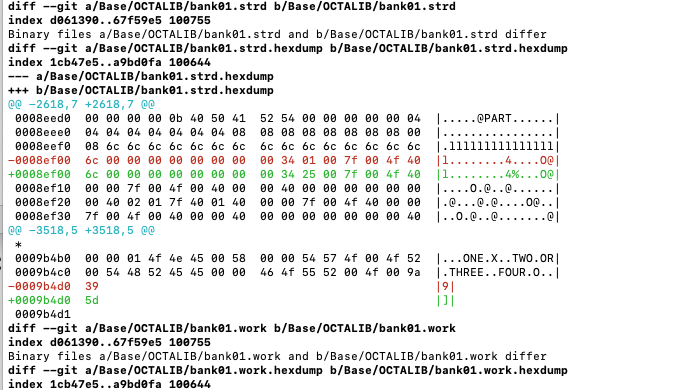 diff --git a/Base/OCTALIB/bank01.strd b/Base/OCTALIB/bank01.strd
index d061390..67f59e5 100755
Binary files a/Base/OCTALIB/bank01.strd and b/Base/OCTALIB/bank01.strd differ
diff --git a/Base/OCTALIB/bank01.strd.hexdump b/Base/OCTALIB/bank01.strd.hexdump
index 1cb47e5..a9bd0fa 100644
--- a/Base/OCTALIB/bank01.strd.hexdump
+++ b/Base/OCTALIB/bank01.strd.hexdump
@@ -2618,7 +2618,7 @@
 0008eed0  00 00 00 00 0b 40 50 41  52 54 00 00 00 00 00 04  |.....@PART......|
 0008eee0  04 04 04 04 04 04 04 08  08 08 08 08 08 08 08 08  |................|
 0008eef0  08 6c 6c 6c 6c 6c 6c 6c  6c 6c 6c 6c 6c 6c 6c 6c  |.lllllllllllllll|
-0008ef00  6c 00 00 00 00 00 00 00  00 34 01 00 7f 00 4f 40  |l........4....O@|
+0008ef00  6c 00 00 00 00 00 00 00  00 34 25 00 7f 00 4f 40  |l........4%...O@|
 0008ef10  00 00 7f 00 4f 00 40 00  00 40 00 00 00 00 00 00  |....O.@..@......|
 0008ef20  00 40 02 01 7f 40 01 40  00 00 7f 00 4f 40 00 00  |.@...@.@....O@..|
 0008ef30  7f 00 4f 00 40 00 00 40  00 00 00 00 00 00 00 40  |..O.@..@.......@|
@@ -3518,5 +3518,5 @@
 *
 0009b4b0  00 00 01 4f 4e 45 00 58  00 00 54 57 4f 00 4f 52  |...ONE.X..TWO.OR|
 0009b4c0  00 54 48 52 45 45 00 00  46 4f 55 52 00 4f 00 9a  |.THREE..FOUR.O..|
-0009b4d0  39                                                |9|
+0009b4d0  5d                                                |]|
 0009b4d1
diff --git a/Base/OCTALIB/bank01.work b/Base/OCTALIB/bank01.work
index d061390..67f59e5 100755
Binary files a/Base/OCTALIB/bank01.work and b/Base/OCTALIB/bank01.work differ
diff --git a/Base/OCTALIB/bank01.work.hexdump b/Base/OCTALIB/bank01.work.hexdump
index 1cb47e5..a9bd0fa 100644